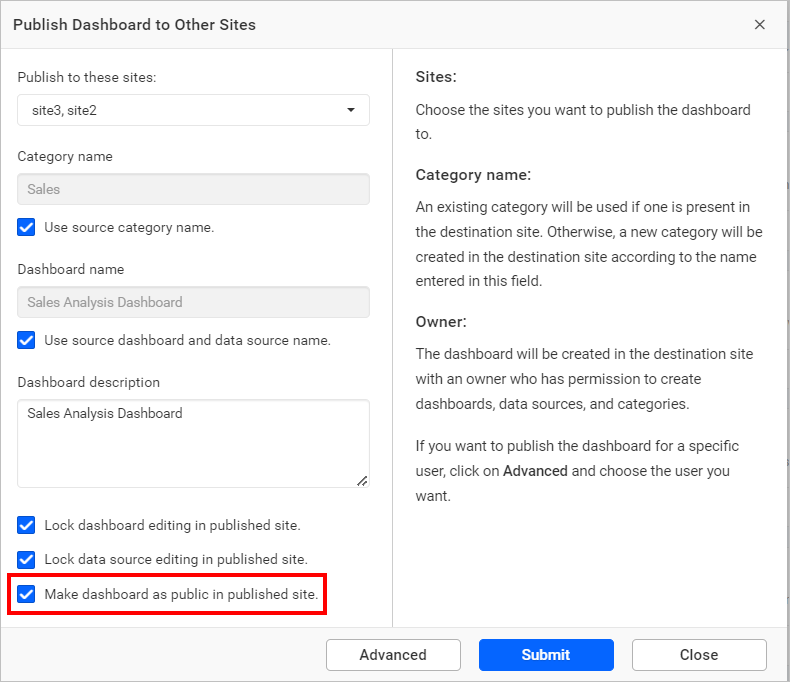 Publish Dashboard to Other Sites
Publish to these sites:
site3, site2
Category name
Sales
Use source category name.
Dashboard name
Sales Analysis Dashboard
Use source dashboard and data source name.
Dashboard description
Sales Analysis Dashboard
Lock dashboard editing in published site.
Lock data source editing in published site.
Make dashboard as public in published site.
Sites:
Choose the sites you want to publish the dashboard
to.
Category name:
An existing category will be used if one is present in
the destination site. Otherwise, a new category will be
created in the destination site according to the name
entered in this field.
Owner:
The dashboard will be created in the destination site
with an owner who has permission to create
dashboards, data sources, and categories.
If you want to publish the dashboard for a specific
user, click on Advanced and choose the user you
want.
Advanced
Submit
Close